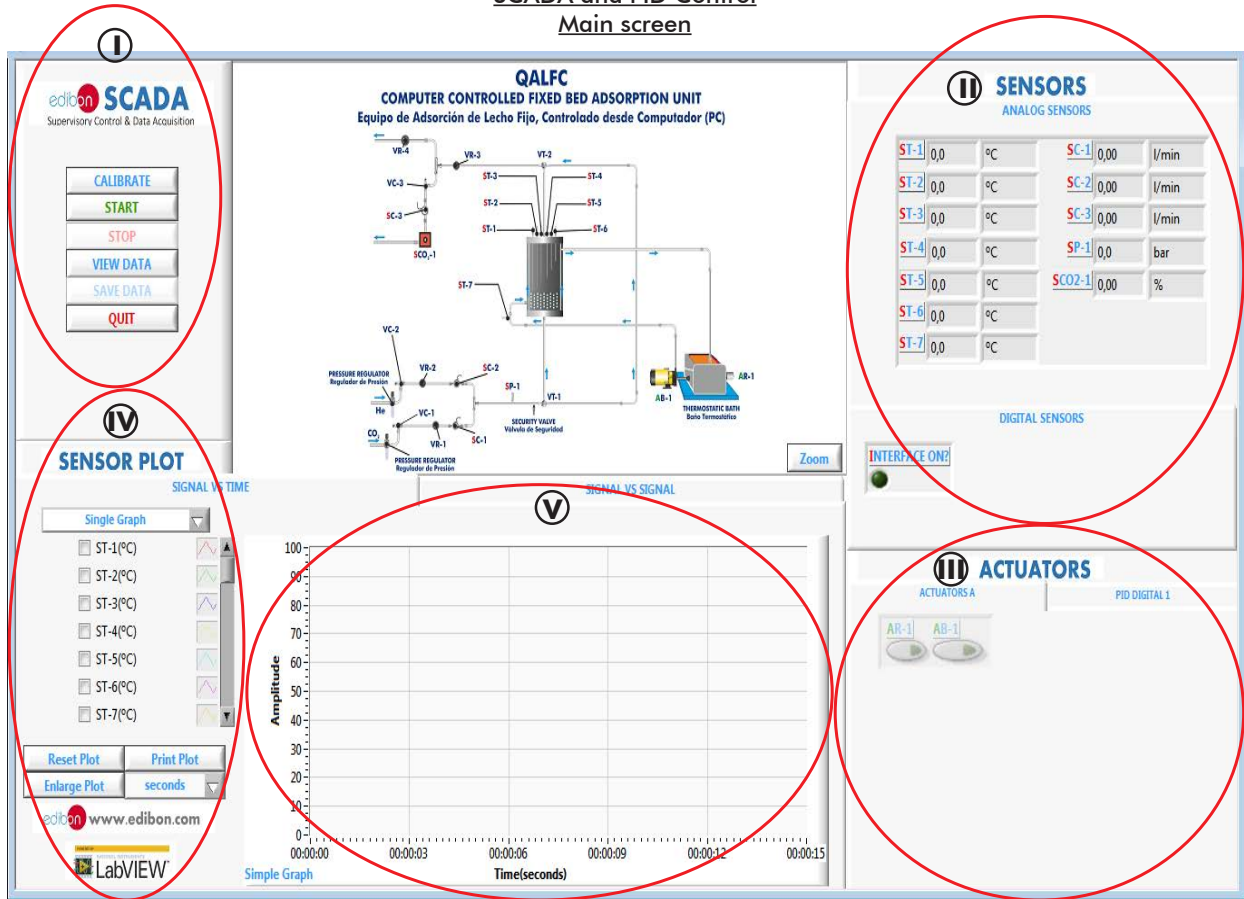 SCADA and PID Control
Main screen
I
edibon SCADA
Supervisory Control & Data Acquisition
CALIBRATE
START
STOP
VIEW DATA
SAVE DATA
QUIT
QALFC
COMPUTER CONTROLLED FIXED BED ADSORPTION UNIT
Equipo de Adsorción de Lecho Fijo, Controlado desde Computador (PC)
VR-4
VR-3
VT-2
VC-3
ST-3
ST-4
ST-2
ST-5
SC-3
ST-1
ST-6
SCO₂-1
ST-7
VC-2
PRESSURE REGULATOR
Regulador de Presión
VR-2
SC-2
He
SP-1
VT-1
VC-1
SECURITY VALVE
Válvula de Seguridad
CO₂
VR-1
SC-1
PRESSURE REGULATOR
Regulador de Presión
AB-1
AR-1
THERMOSTATIC BATH
Baño Termostático
Zoom
II
SENSORS
ANALOG SENSORS
ST-1 0,0 ºC SC-1 0,00 l/min
ST-2 0,0 ºC SC-2 0,00 l/min
ST-3 0,0 ºC SC-3 0,00 l/min
ST-4 0,0 ºC SP-1 0,0 bar
ST-5 0,0 ºC SCO2-1 0,00 %
ST-6 0,0 ºC
ST-7 0,0 ºC
DIGITAL SENSORS
INTERFACE ON?
III
ACTUATORS
ACTUATORS A PID DIGITAL 1
AR-1 AB-1
IV
SENSOR PLOT
SIGNAL VS TIME SIGNAL VS SIGNAL
Single Graph
ST-1(ºC)
ST-2(ºC)
ST-3(ºC)
ST-4(ºC)
ST-5(ºC)
ST-6(ºC)
ST-7(ºC)
Reset Plot Print Plot
Enlarge Plot seconds
edibon www.edibon.com
LabVIEW
V
Amplitude
100
90
80
70
60
50
40
30
20
10
0
00:00:00 00:00:03 00:00:06 00:00:09 00:00:12 00:00:15
Simple Graph
Time(seconds)